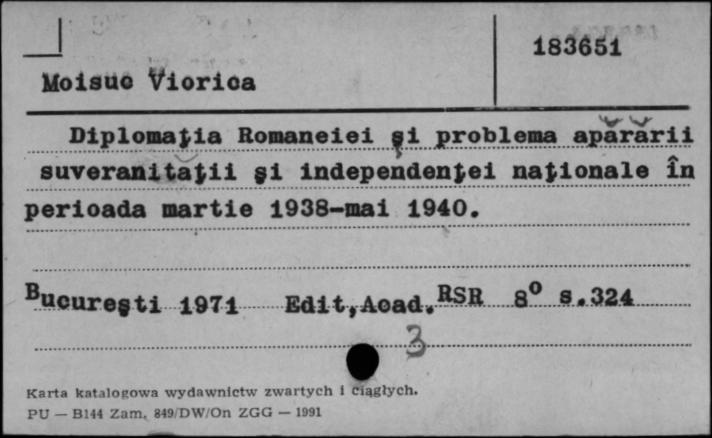 183651
Moisuc Viorica
Diplomaţia Romaneiei şi problema apărării
suveranitaţii şi independenţei naţionale în
perioada martie 1938-mai 1940.
Bucureşti 1971 Edit,Acad.RSR 8⁰ s.324
3
Karta katalogowa wydawnictw zwartych i ciągłych.
PU — B144 Zam. 849/DW/On ZGG — 1991